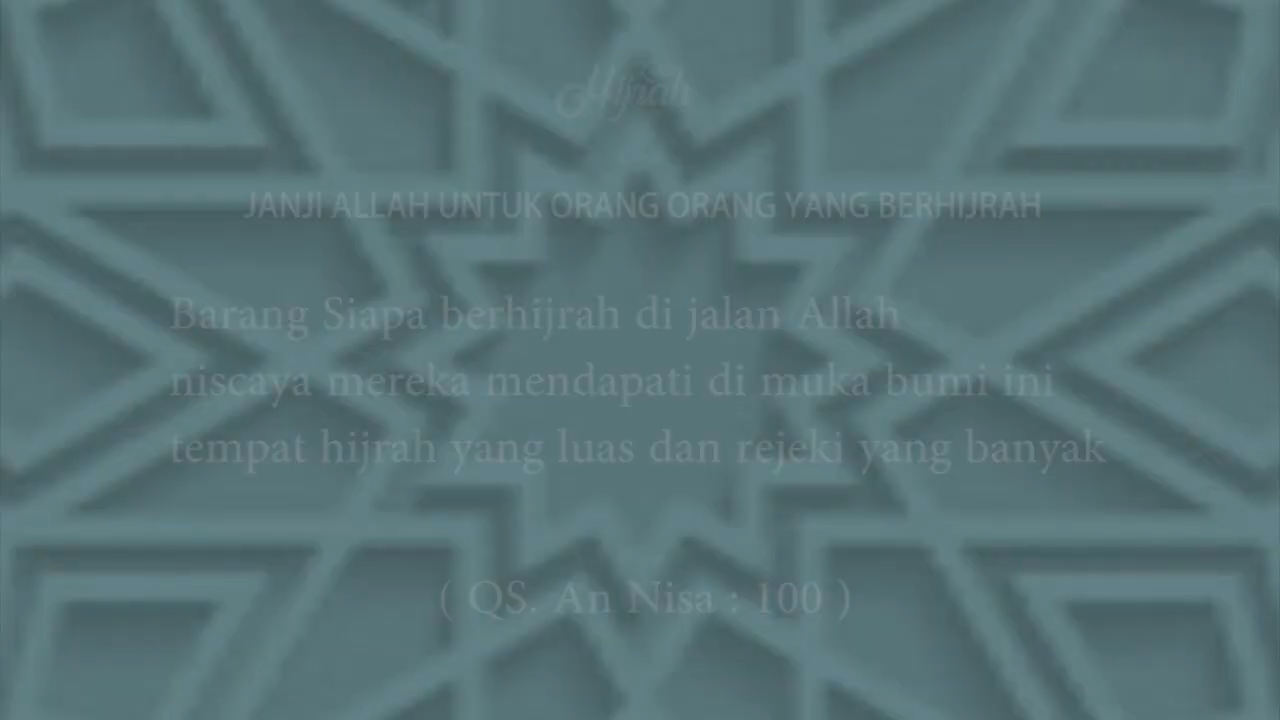 Hijrah
JANJI ALLAH UNTUK ORANG ORANG YANG BERHIJRAH
Barang Siapa berhijrah di jalan Allah
niscaya mereka mendapati di muka bumi ini
tempat hijrah yang luas dan rejeki yang banyak
( QS. An Nisa : 100 )